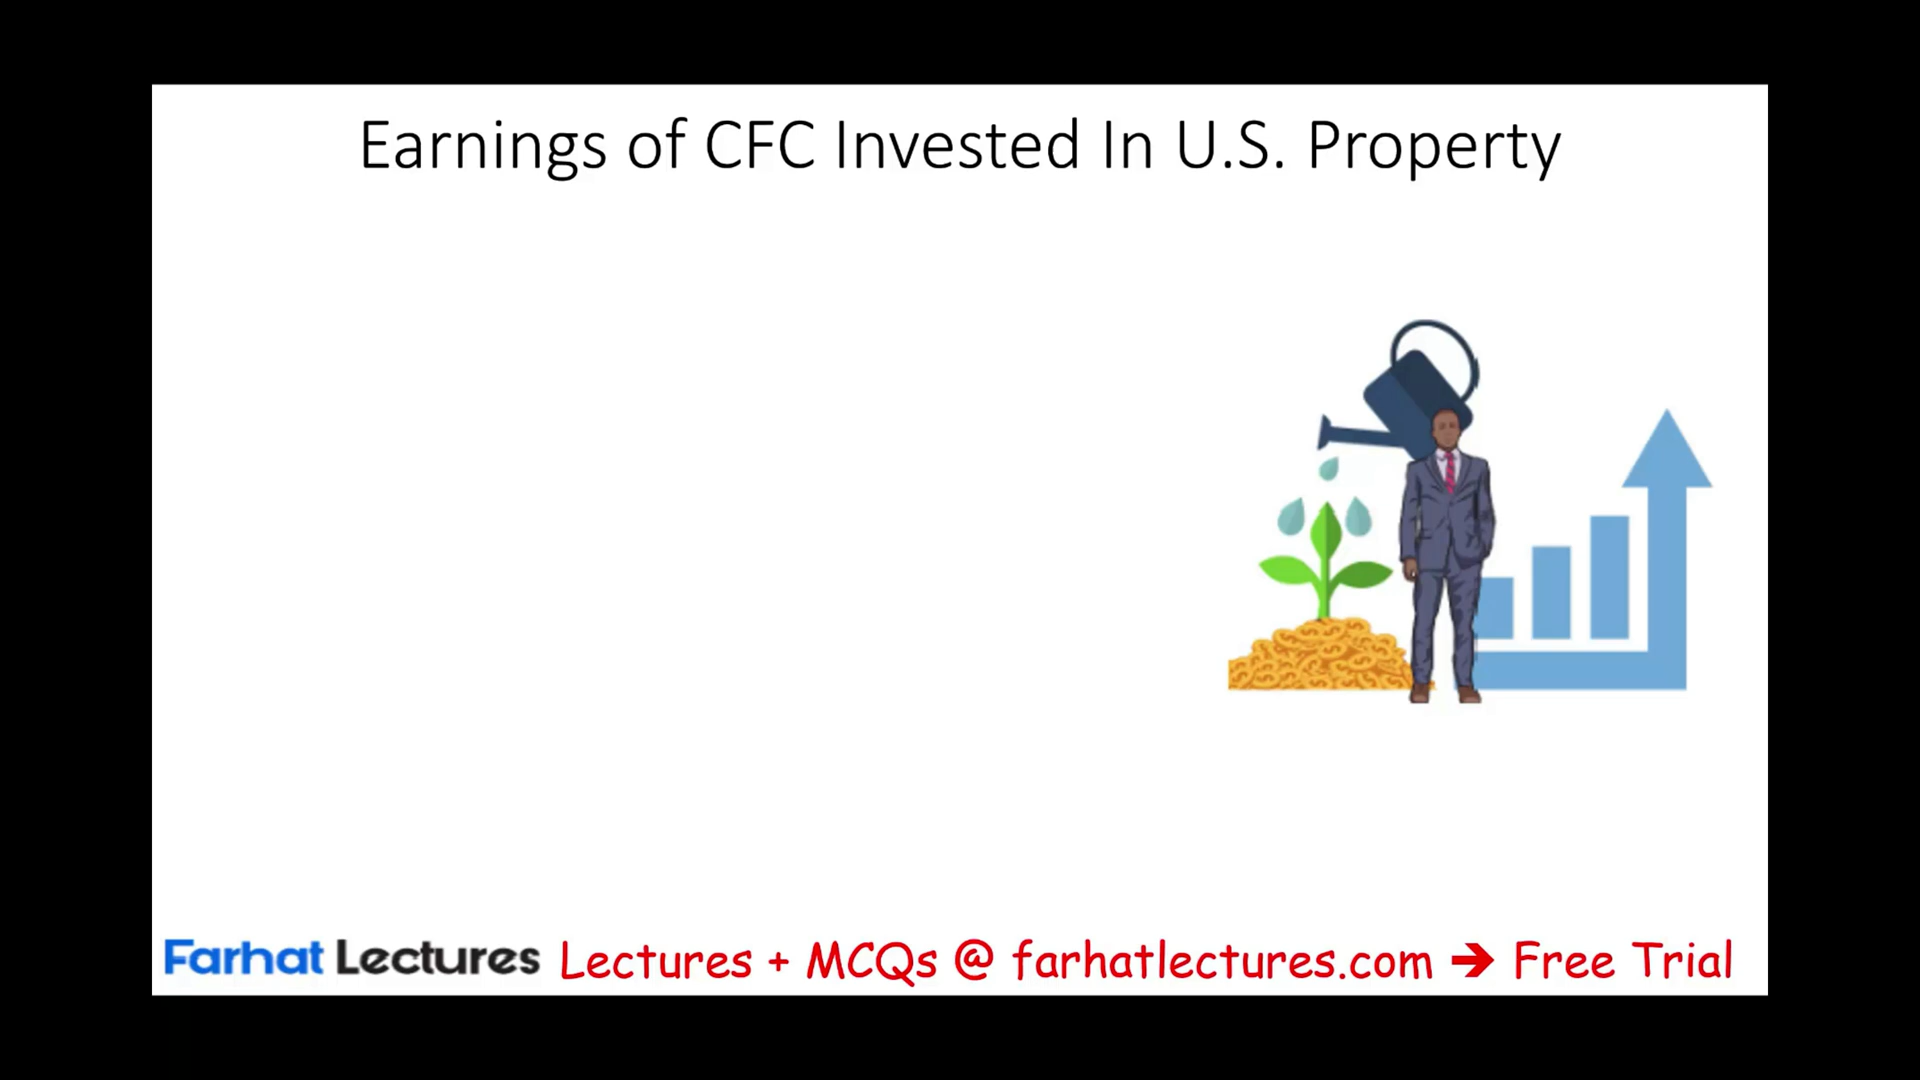 Earnings of CFC Invested In U.S. Property
Farhat Lectures Lectures + MCQs @ farhatlectures.com → Free Trial